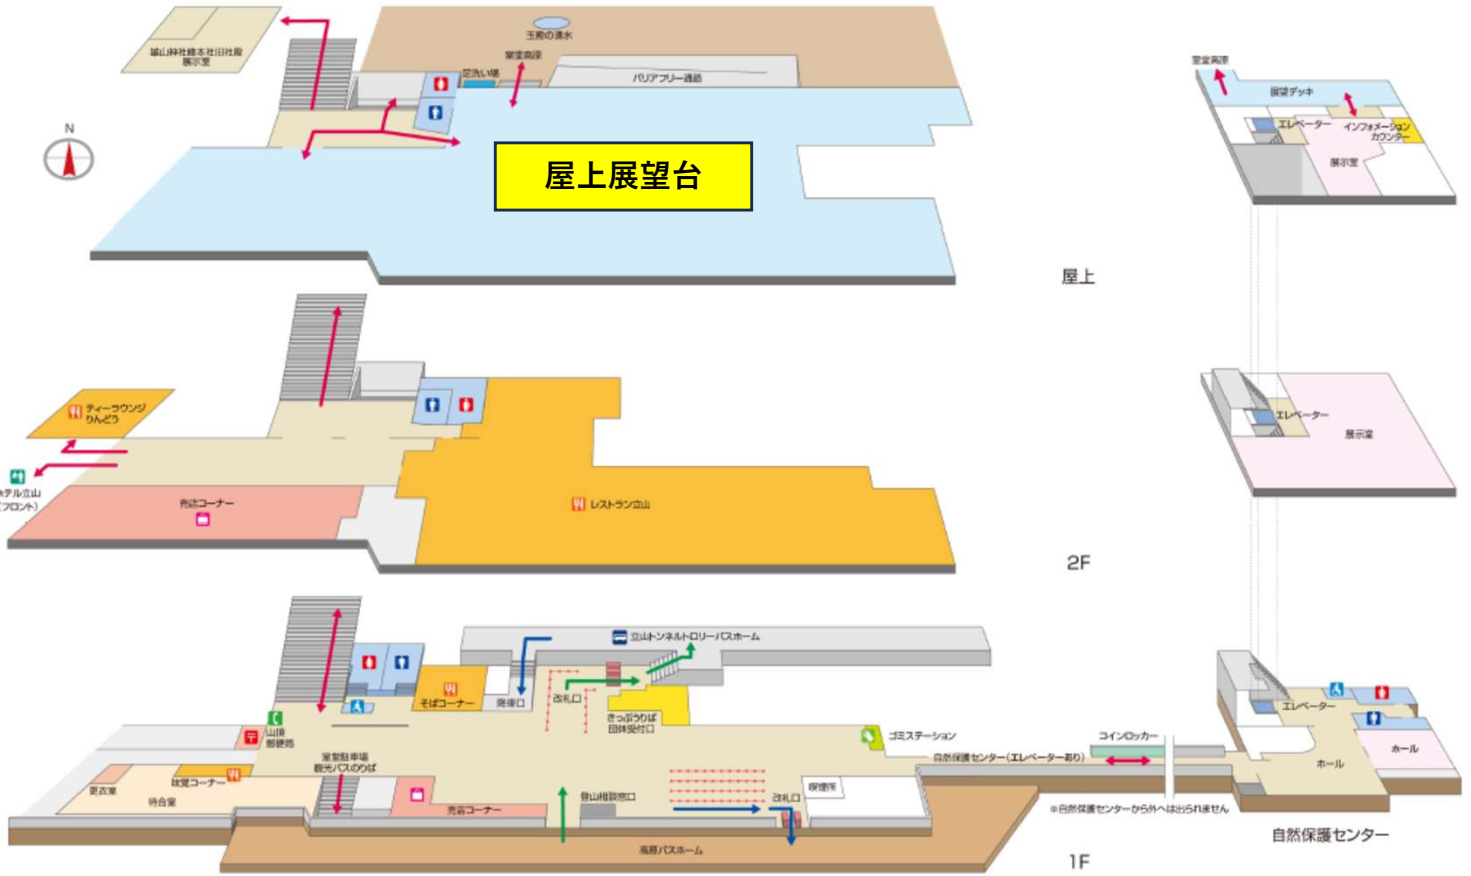 雄山神社峰本社旧社殿
展示室
玉殿の湧水
室堂高原
足洗い場
バリアフリー通路
N
屋上展望台
屋上
室堂高原
展望デッキ
エレベーター
インフォメーション
カウンター
展示室
ティーラウンジ
りんどう
ホテル立山
(フロント)
売店コーナー
レストラン立山
2F
エレベーター
展示室
立山トンネルトロリーバスホーム
そばコーナー
降車口
改札口
きっぷうりば
団体受付口
山頂
郵便局
室堂駐車場
観光バスのりば
味覚コーナー
更衣室
待合室
売店コーナー
登山相談窓口
改札口
喫煙所
ゴミステーション
自然保護センター(エレベーターあり)
コインロッカー
エレベーター
ホール
ホール
※自然保護センターから外へは出られません
自然保護センター
高原バスホーム
1F